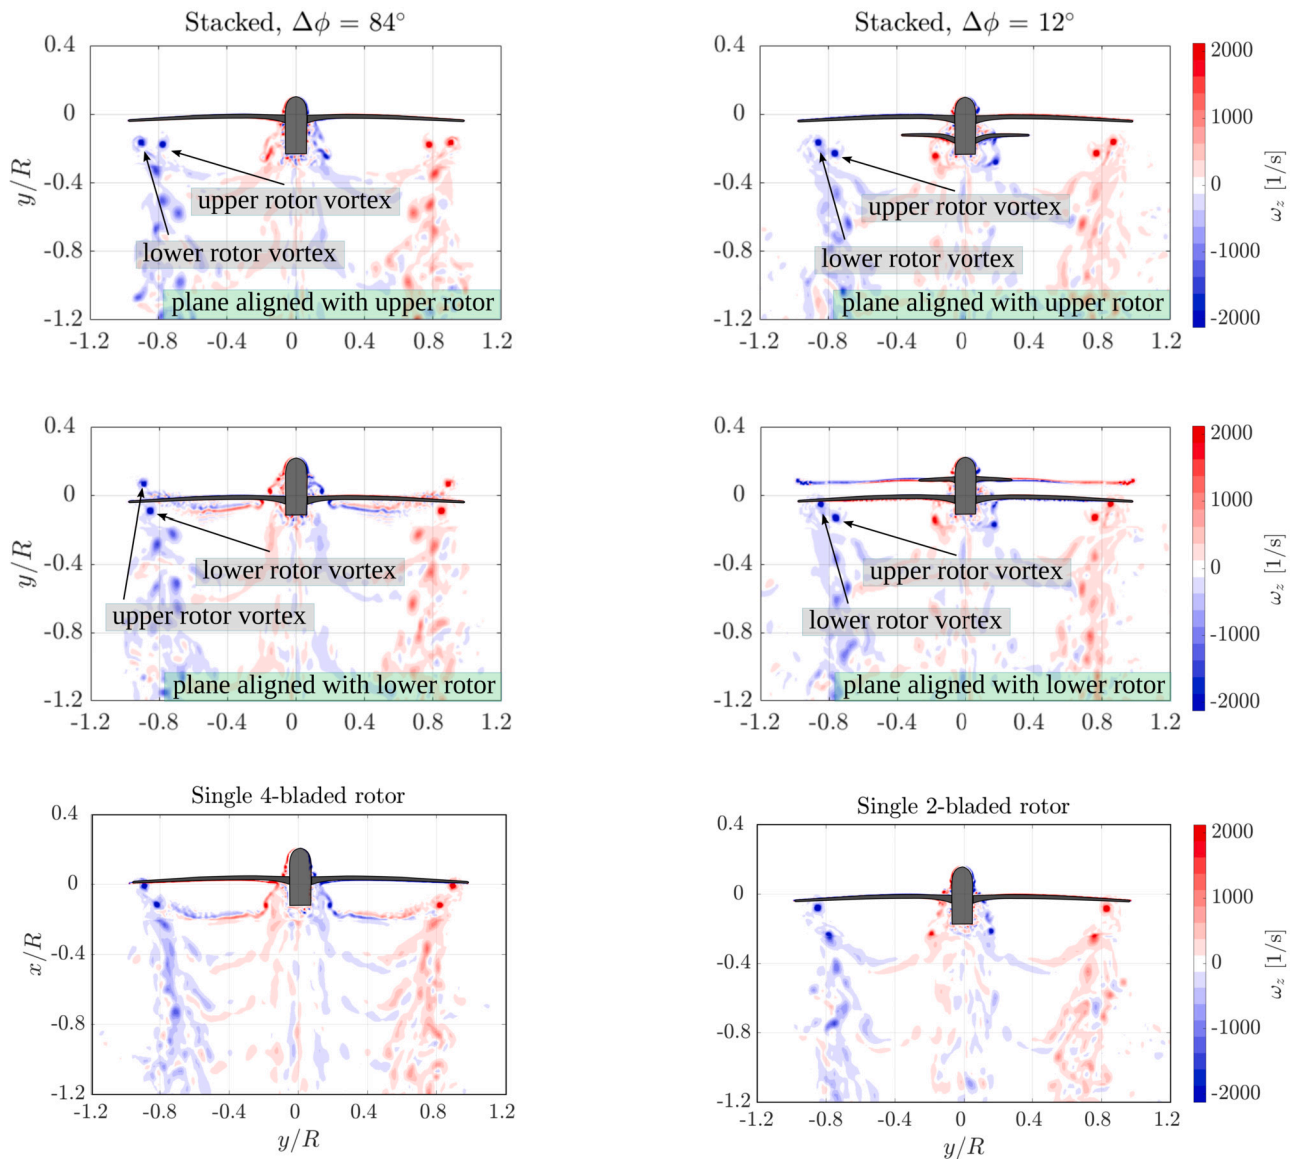 Stacked, Δϕ = 84°
Stacked, Δϕ = 12°
0.4
0
-0.4
-0.8
-1.2
y/R
upper rotor vortex
lower rotor vortex
plane aligned with upper rotor
-1.2 -0.8 -0.4 0 0.4 0.8 1.2
0.4
0
-0.4
-0.8
-1.2
upper rotor vortex
lower rotor vortex
plane aligned with upper rotor
-1.2 -0.8 -0.4 0 0.4 0.8 1.2
2000
1000
0
-1000
-2000
ω_z [1/s]
0.4
0
-0.4
-0.8
-1.2
y/R
lower rotor vortex
upper rotor vortex
plane aligned with lower rotor
-1.2 -0.8 -0.4 0 0.4 0.8 1.2
0.4
0
-0.4
-0.8
-1.2
upper rotor vortex
lower rotor vortex
plane aligned with lower rotor
-1.2 -0.8 -0.4 0 0.4 0.8 1.2
2000
1000
0
-1000
-2000
ω_z [1/s]
Single 4-bladed rotor
0.4
0
-0.4
-0.8
-1.2
x/R
-1.2 -0.8 -0.4 0 0.4 0.8 1.2
y/R
Single 2-bladed rotor
0.4
0
-0.4
-0.8
-1.2
-1.2 -0.8 -0.4 0 0.4 0.8 1.2
y/R
2000
1000
0
-1000
-2000
ω_z [1/s]